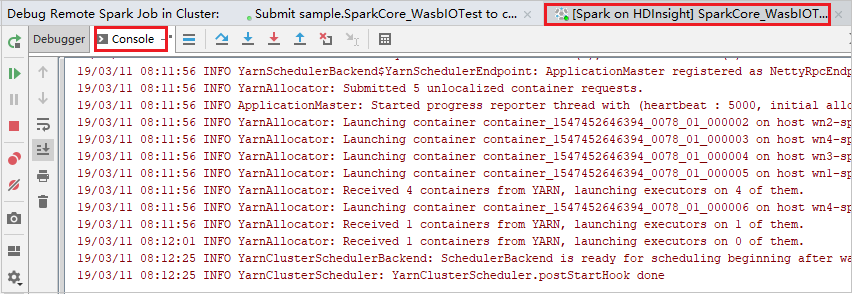 Debug Remote Spark Job in Cluster: Submit sample.SparkCore_WasbIOTest to c... [Spark on HDInsight] SparkCore_WasbIOT...
Debugger Console
19/03/11 08:11:56 INFO YarnSchedulerBackend$YarnSchedulerEndpoint: ApplicationMaster registered as NettyRpcEndp
19/03/11 08:11:56 INFO YarnAllocator: Submitted 5 unlocalized container requests.
19/03/11 08:11:56 INFO ApplicationMaster: Started progress reporter thread with (heartbeat : 5000, initial allo
19/03/11 08:11:56 INFO YarnAllocator: Launching container container_1547452646394_0078_01_000002 on host wn2-sp
19/03/11 08:11:56 INFO YarnAllocator: Launching container container_1547452646394_0078_01_000003 on host wn4-sp
19/03/11 08:11:56 INFO YarnAllocator: Launching container container_1547452646394_0078_01_000004 on host wn3-sp
19/03/11 08:11:56 INFO YarnAllocator: Launching container container_1547452646394_0078_01_000005 on host wn1-sp
19/03/11 08:11:56 INFO YarnAllocator: Received 4 containers from YARN, launching executors on 4 of them.
19/03/11 08:11:56 INFO YarnAllocator: Launching container container_1547452646394_0078_01_000006 on host wn4-sp
19/03/11 08:11:56 INFO YarnAllocator: Received 1 containers from YARN, launching executors on 1 of them.
19/03/11 08:12:01 INFO YarnAllocator: Received 1 containers from YARN, launching executors on 0 of them.
19/03/11 08:12:25 INFO YarnClusterSchedulerBackend: SchedulerBackend is ready for scheduling beginning after wa
19/03/11 08:12:25 INFO YarnClusterScheduler: YarnClusterScheduler.postStartHook done